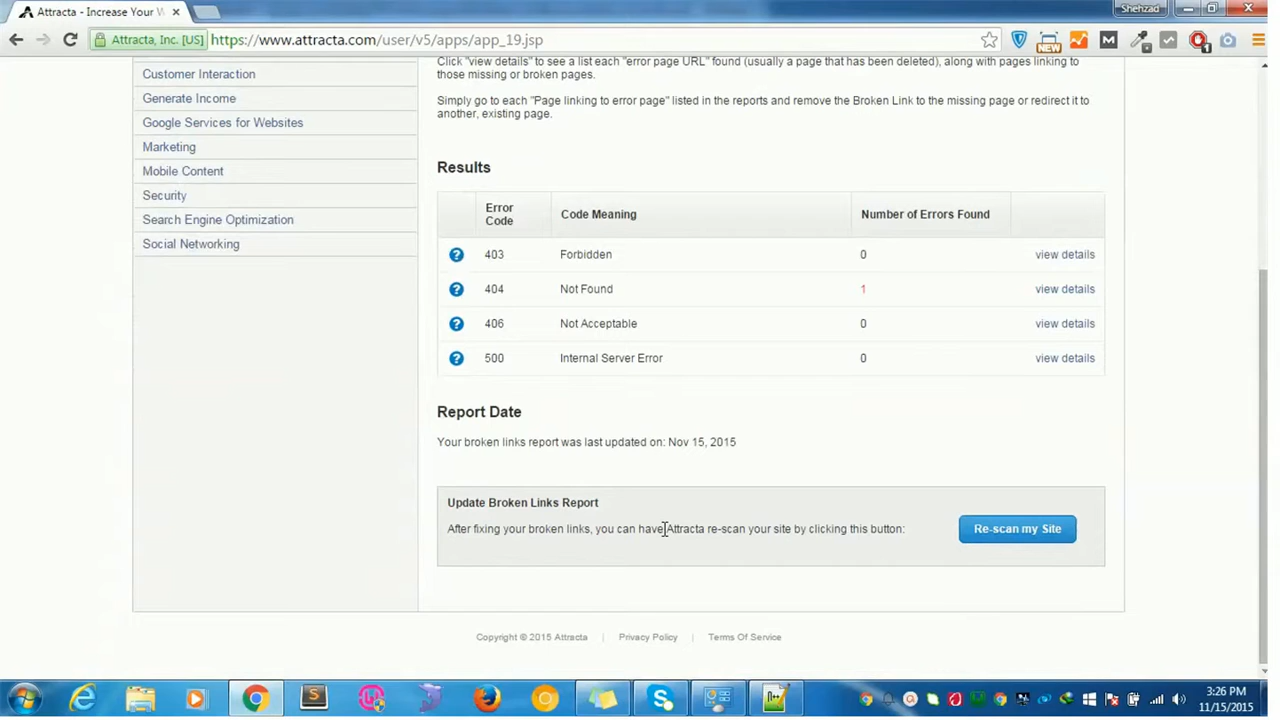 Attracta - Increase Your W
Shehzad
Attracta, Inc. [US]
https://www.attracta.com/user/v5/apps/app_19.jsp
NEW
Customer Interaction
Generate Income
Google Services for Websites
Marketing
Mobile Content
Security
Search Engine Optimization
Social Networking
Click "view details" to see a list each "error page URL" found (usually a page that has been deleted), along with pages linking to
those missing or broken pages.
Simply go to each "Page linking to error page" listed in the reports and remove the Broken Link to the missing page or redirect it to
another, existing page.
Results
Error
Code
Code Meaning
Number of Errors Found
403 Forbidden 0 view details
404 Not Found 1 view details
406 Not Acceptable 0 view details
500 Internal Server Error 0 view details
Report Date
Your broken links report was last updated on: Nov 15, 2015
Update Broken Links Report
After fixing your broken links, you can have Attracta re-scan your site by clicking this button:
Re-scan my Site
Copyright © 2015 Attracta | Privacy Policy | Terms Of Service
3:26 PM
11/15/2015